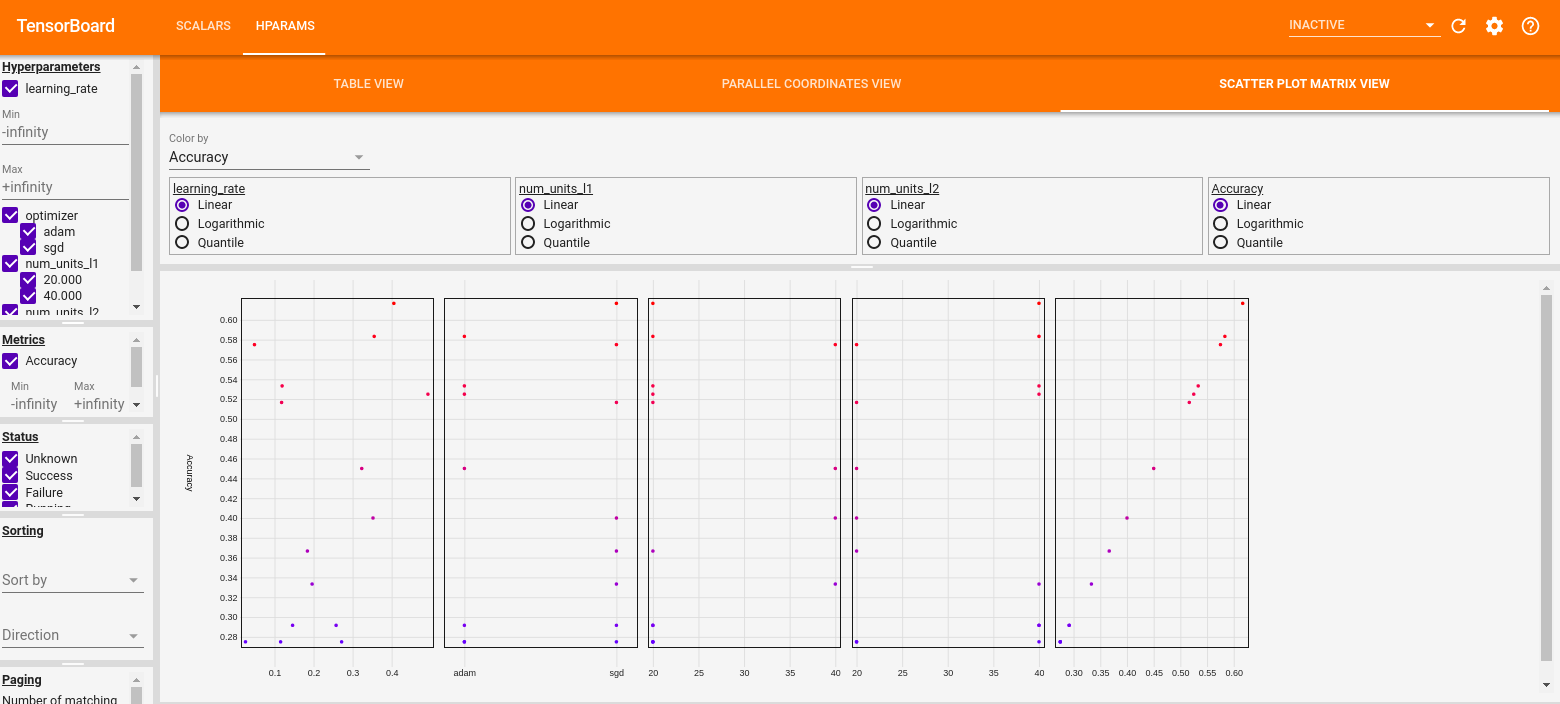 TensorBoard
SCALARS
HPARAMS
INACTIVE
Hyperparameters
learning_rate
Min
-infinity
Max
+infinity
optimizer
adam
sgd
num_units_l1
20.000
40.000
num_units_l2
Metrics
Accuracy
Min Max
-infinity +infinity
Status
Unknown
Success
Failure
Running
Sorting
Sort by
Direction
Paging
Number of matching
TABLE VIEW
PARALLEL COORDINATES VIEW
SCATTER PLOT MATRIX VIEW
Color by
Accuracy
learning_rate
Linear
Logarithmic
Quantile
num_units_l1
Linear
Logarithmic
Quantile
num_units_l2
Linear
Logarithmic
Quantile
Accuracy
Linear
Logarithmic
Quantile
Accuracy
0.60
0.58
0.56
0.54
0.52
0.50
0.48
0.46
0.44
0.42
0.40
0.38
0.36
0.34
0.32
0.30
0.28
0.1 0.2 0.3 0.4
adam sgd
20 25 30 35 40
20 25 30 35 40
0.30 0.35 0.40 0.45 0.50 0.55 0.60